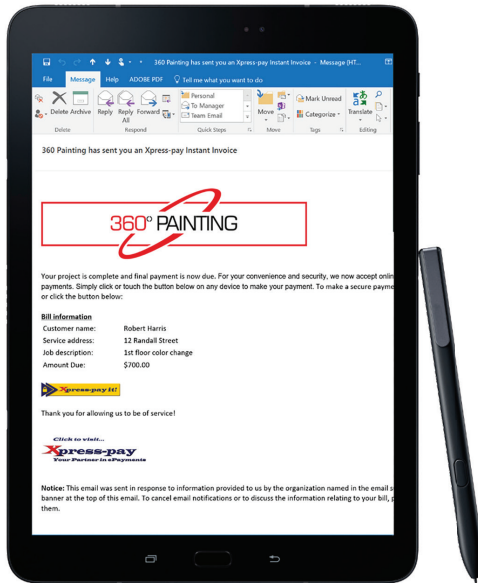 360 Painting has sent you an Xpress-pay Instant Invoice - Message (HT...
File Message Help ADOBE PDF Tell me what you want to do
Delete Archive Reply Reply All Forward
Personal
To Manager
Team Email
Move
Mark Unread
Categorize
Translate
Delete Respond Quick Steps Move Tags Editing
360 Painting has sent you an Xpress-pay Instant Invoice
360° PAINTING
Your project is complete and final payment is now due. For your convenience and security, we now accept onlin
payments. Simply click or touch the button below on any device to make your payment. To make a secure payme
or click the button below:
Bill information
Customer name: Robert Harris
Service address: 12 Randall Street
Job description: 1st floor color change
Amount Due: $700.00
Xpress-pay it!
Thank you for allowing us to be of service!
Click to visit...
Xpress-pay
Your Partner in ePayments
Notice: This email was sent in response to information provided to us by the organization named in the email s
banner at the top of this email. To cancel email notifications or to discuss the information relating to your bill, p
them.